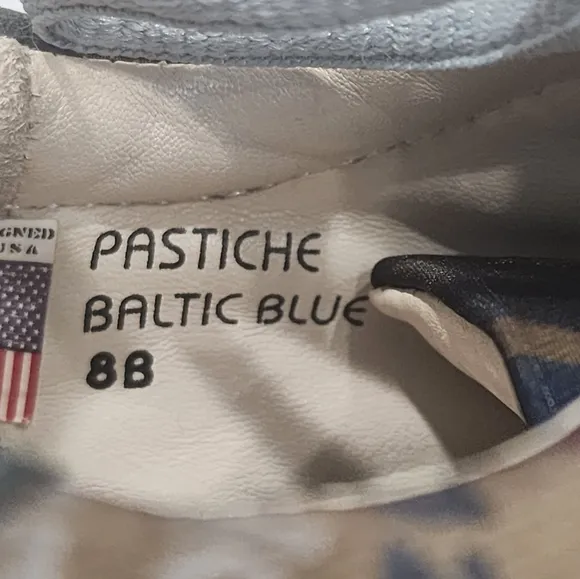 GNED
USA
PASTICHE
BALTIC BLUE
8B